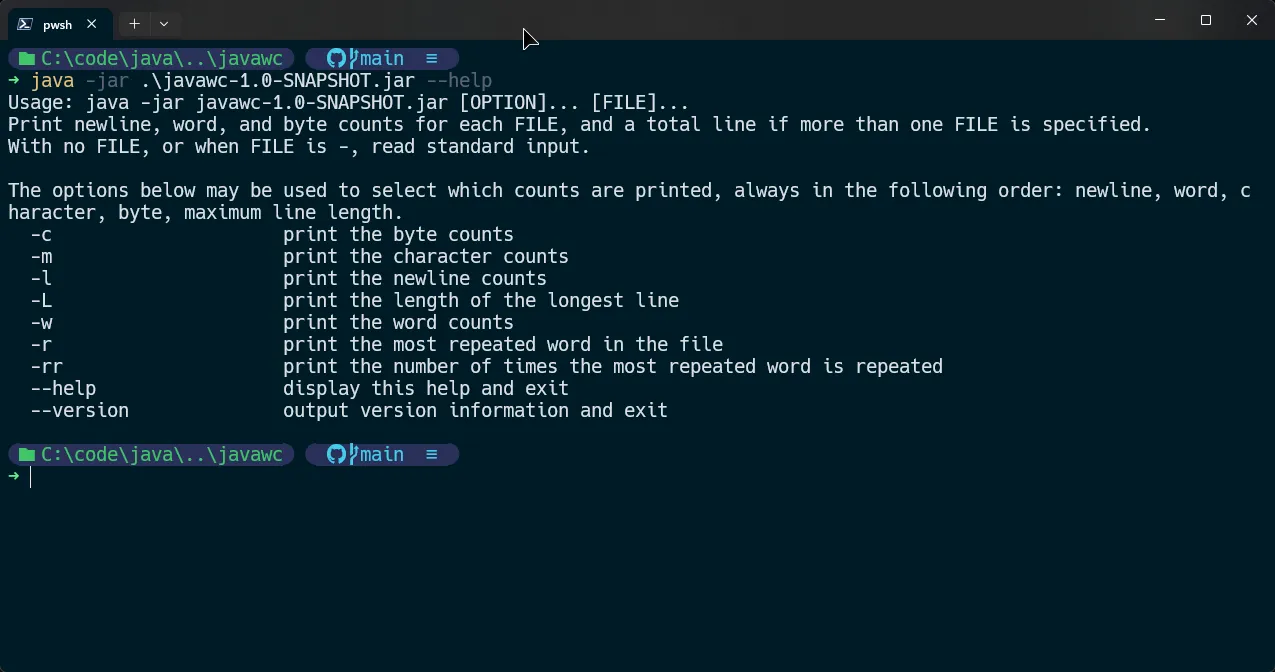 pwsh
C:\code\java\..\javawc main ≡
→ java -jar .\javawc-1.0-SNAPSHOT.jar --help
Usage: java -jar javawc-1.0-SNAPSHOT.jar [OPTION]... [FILE]...
Print newline, word, and byte counts for each FILE, and a total line if more than one FILE is specified.
With no FILE, or when FILE is -, read standard input.

The options below may be used to select which counts are printed, always in the following order: newline, word, c
haracter, byte, maximum line length.
  -c                     print the byte counts
  -m                     print the character counts
  -l                     print the newline counts
  -L                     print the length of the longest line
  -w                     print the word counts
  -r                     print the most repeated word in the file
  -rr                    print the number of times the most repeated word is repeated
  --help                 display this help and exit
  --version              output version information and exit

C:\code\java\..\javawc main ≡
→